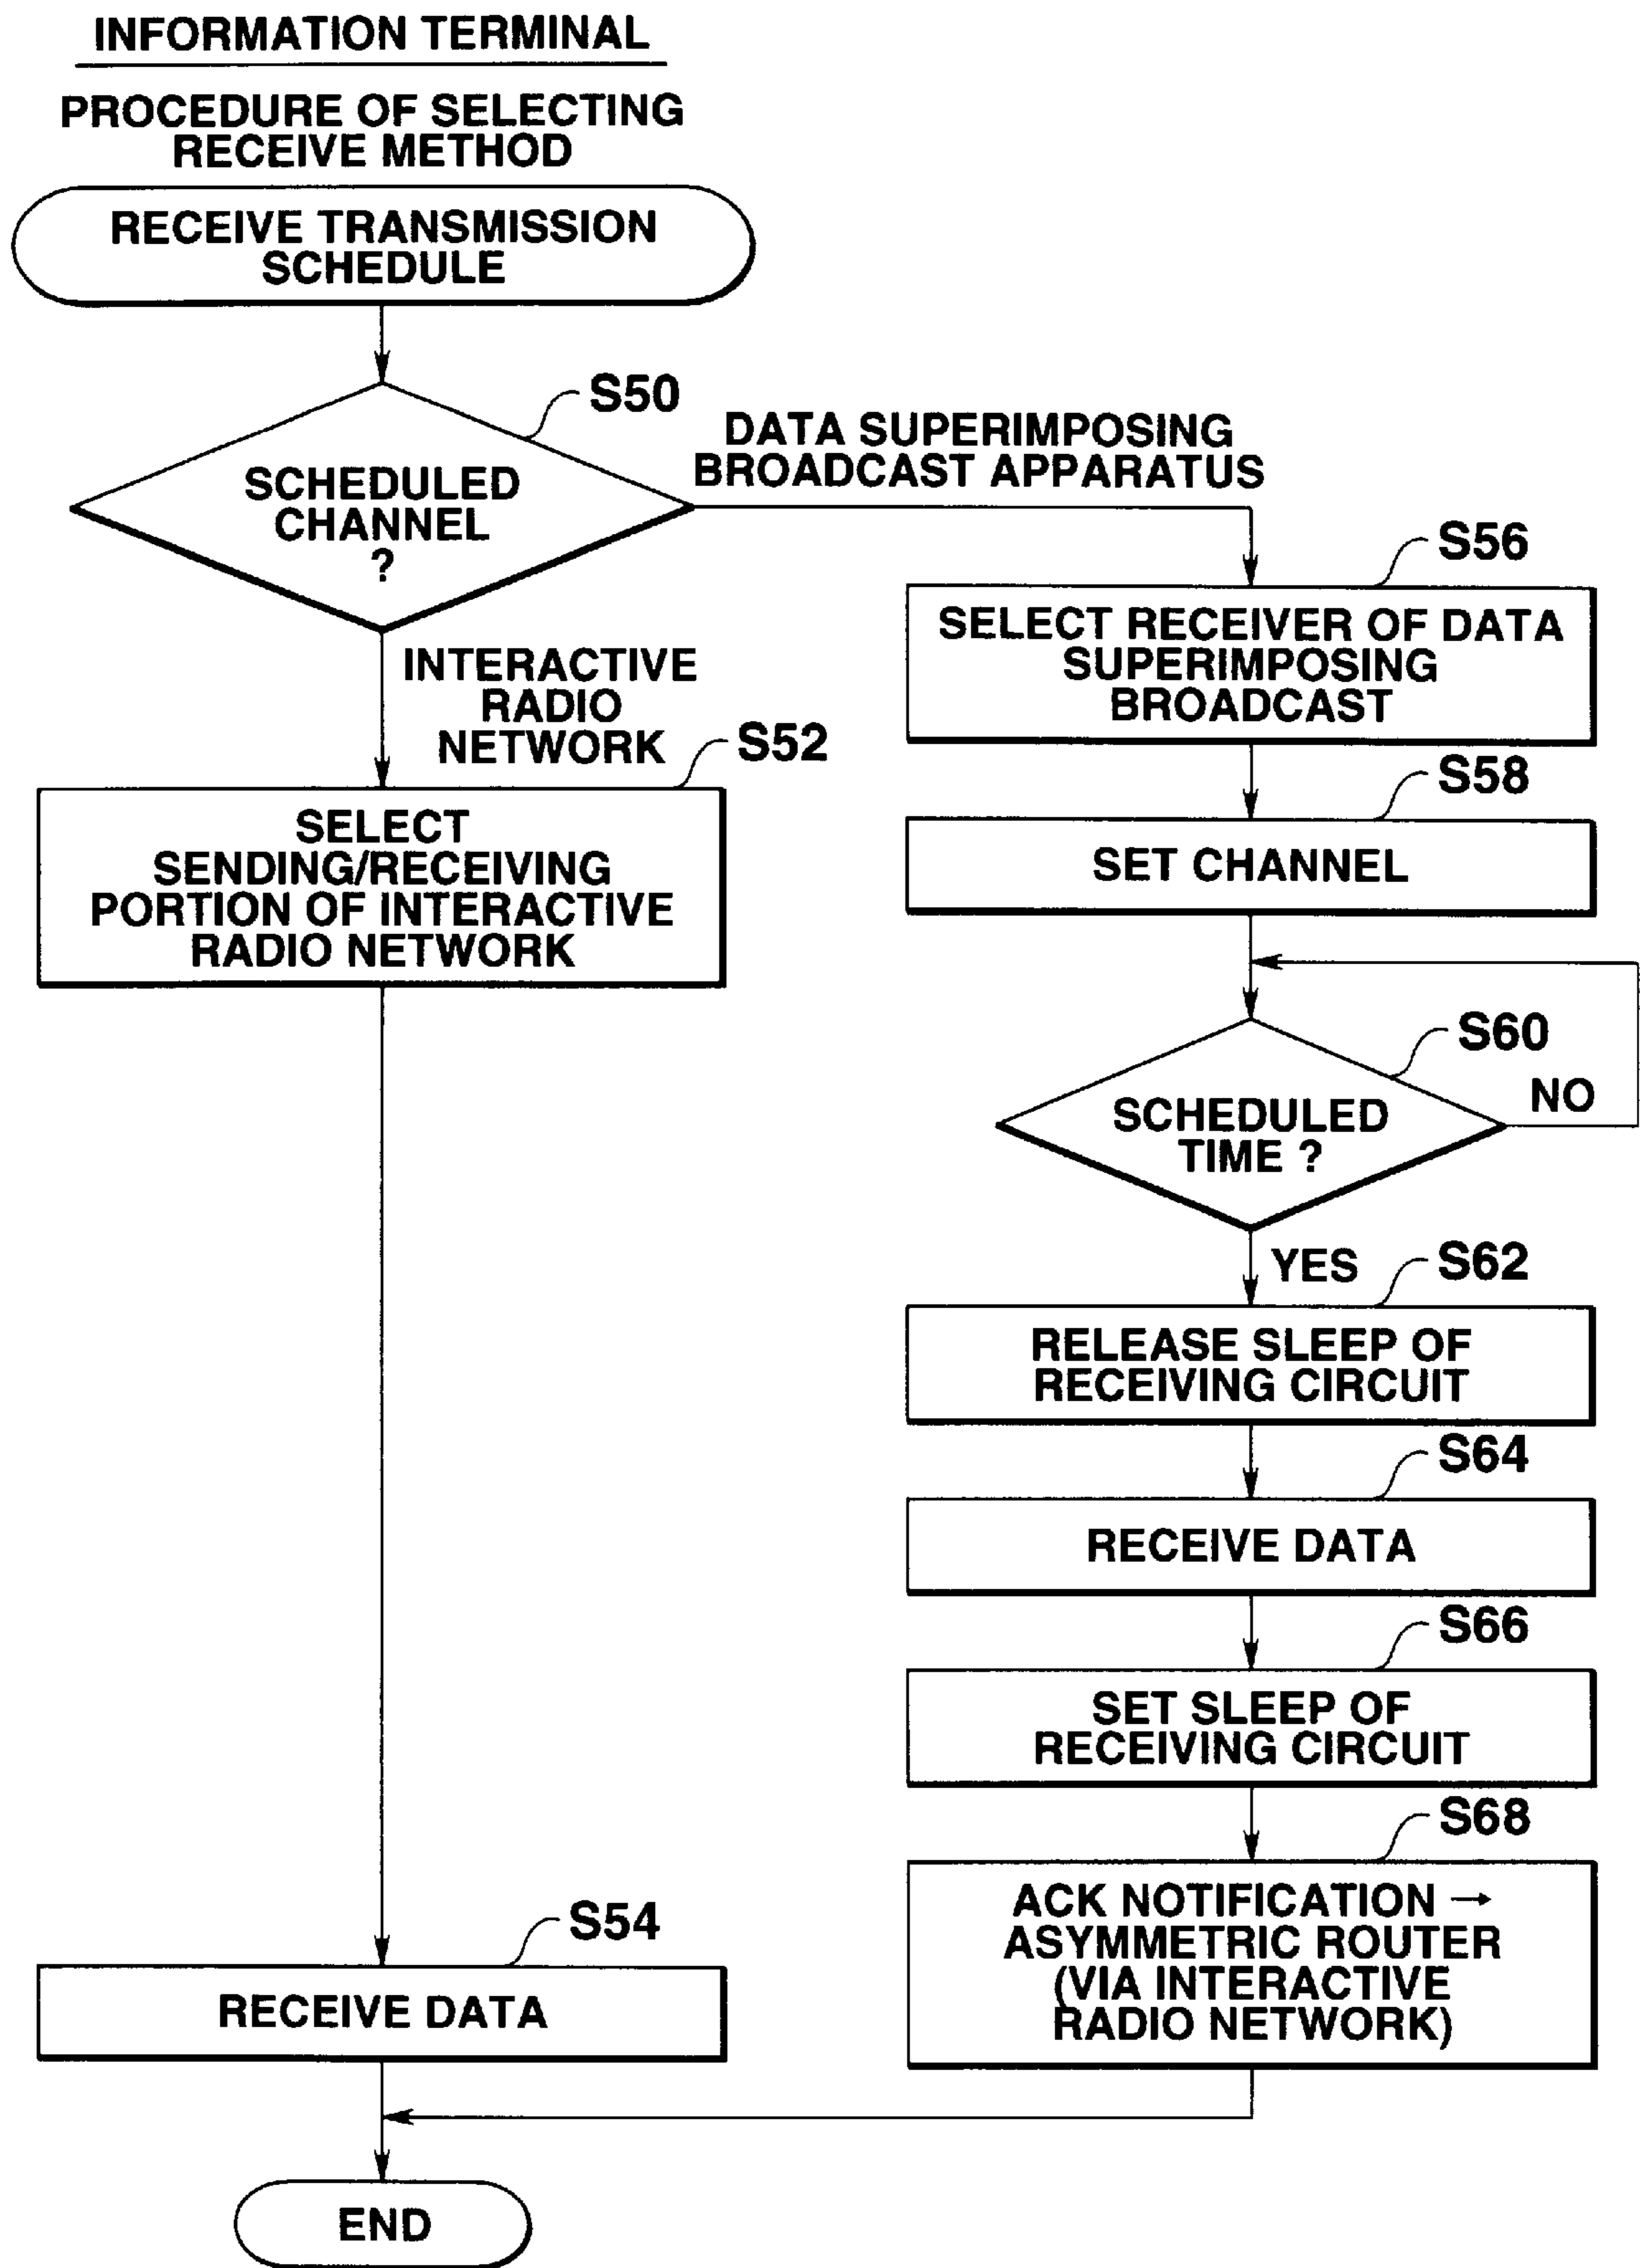 INFORMATION TERMINAL
PROCEDURE OF SELECTING
RECEIVE METHOD
RECEIVE TRANSMISSION
SCHEDULE
S50
SCHEDULED
CHANNEL
?
DATA SUPERIMPOSING
BROADCAST APPARATUS
INTERACTIVE
RADIO
NETWORK
S52
SELECT
SENDING/RECEIVING
PORTION OF INTERACTIVE
RADIO NETWORK
S54
RECEIVE DATA
S56
SELECT RECEIVER OF DATA
SUPERIMPOSING
BROADCAST
S58
SET CHANNEL
S60
SCHEDULED
TIME ?
NO
YES
S62
RELEASE SLEEP OF
RECEIVING CIRCUIT
S64
RECEIVE DATA
S66
SET SLEEP OF
RECEIVING CIRCUIT
S68
ACK NOTIFICATION →
ASYMMETRIC ROUTER
(VIA INTERACTIVE
RADIO NETWORK)
END